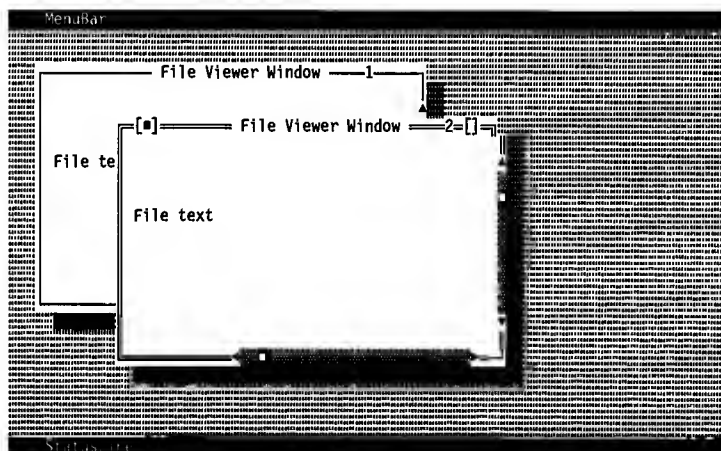 MenuBar
File Viewer Window 1
[■] File Viewer Window 2 []
File te
File text